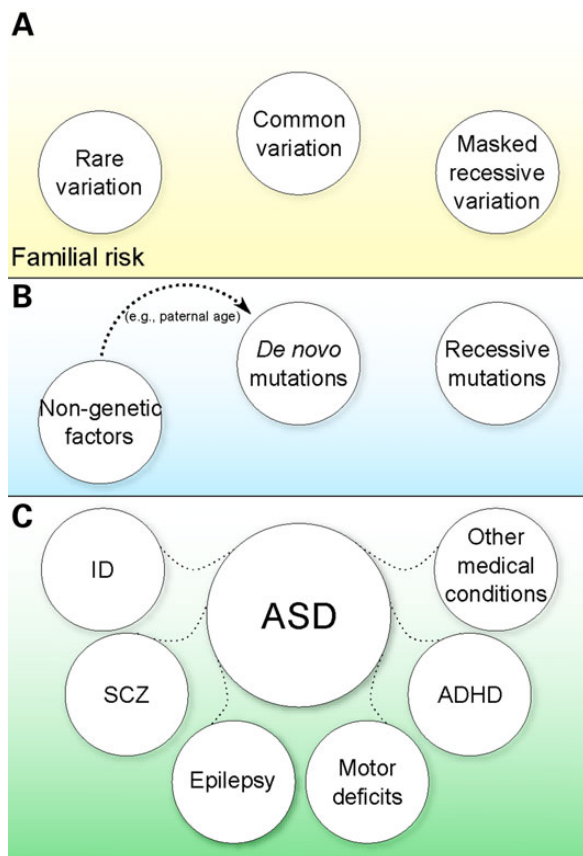 A
Rare
variation
Common
variation
Masked
recessive
variation
Familial risk
B
(e.g., paternal age)
Non-genetic
factors
De novo
mutations
Recessive
mutations
C
ID
ASD
Other
medical
conditions
SCZ
ADHD
Epilepsy
Motor
deficits